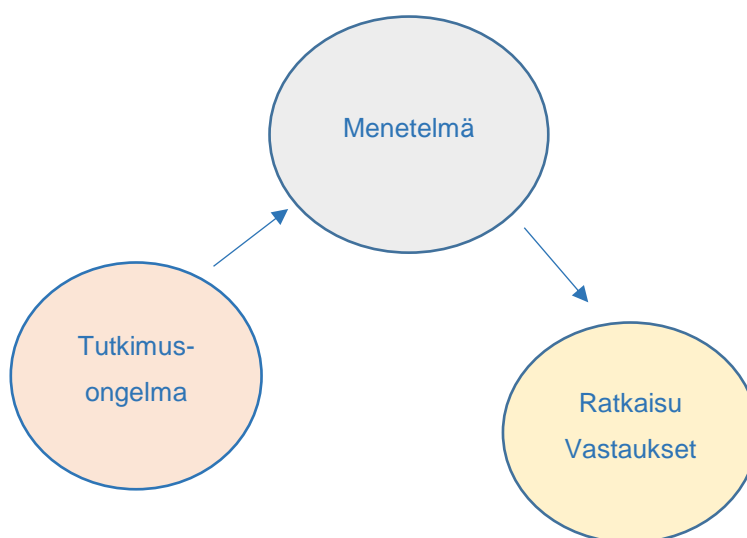 Menetelmä
Tutkimus-
ongelma
Ratkaisu
Vastaukset